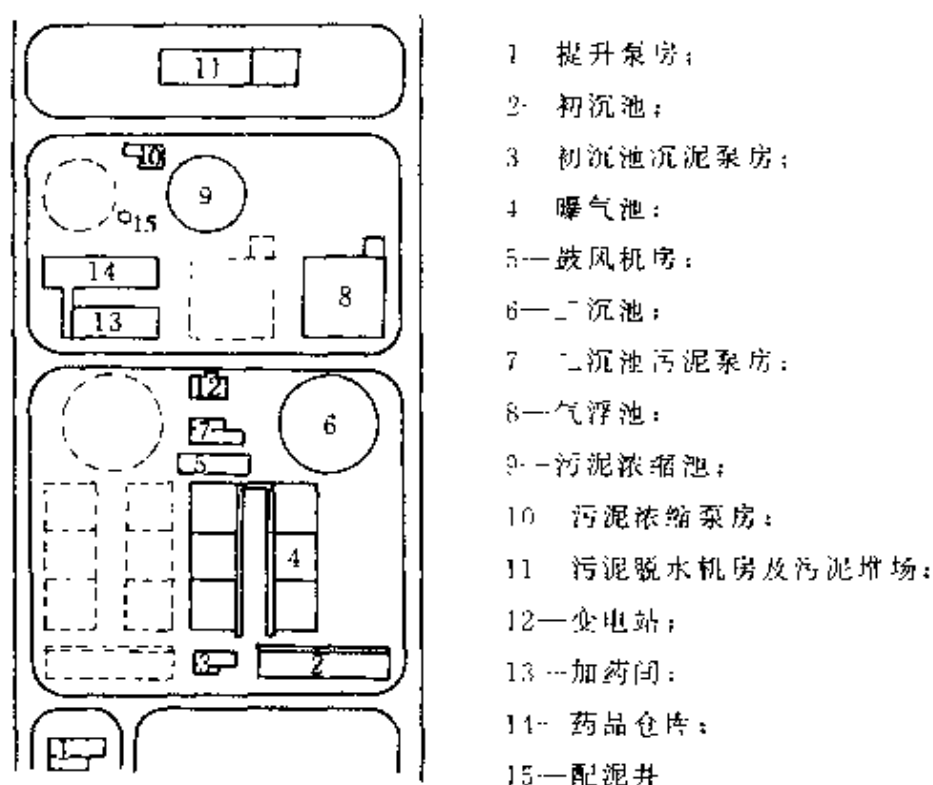 11
10
9
15
14
8
13
12
7
6
5
4
3
2
1
1 提升泵房;
2- 初沉池;
3 初沉池沉泥泵房;
4 曝气池:
5—鼓风机房:
6—二沉池;
7 二沉池污泥泵房:
8—气浮池:
9--污泥浓缩池;
10 污泥浓缩泵房:
11 污泥脱水机房及污泥堆场:
12—变电站;
13---加药间:
14- 药品仓库:
15—配泥井